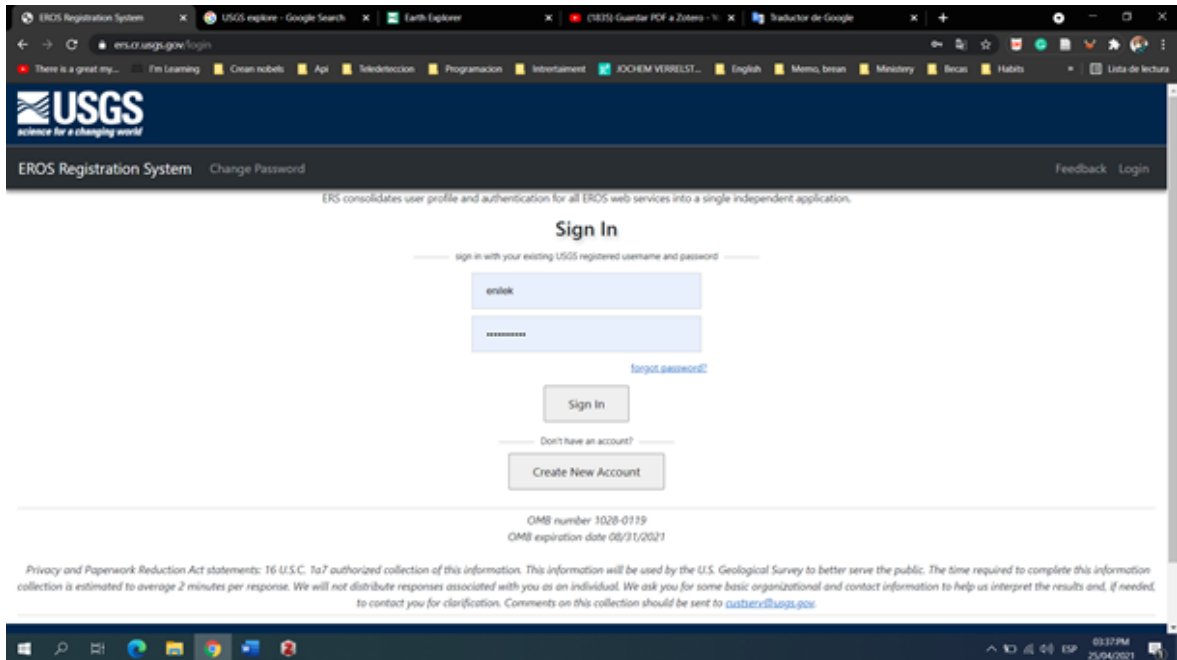 EROS Registration System
USGS explore - Google Search
Earth Explorer
(1835) Guardar PDF a Zotero -
Traductor de Google
ers.cr.usgs.gov/login
There is a great my...
I'm Learning
Crean nobels
Api
Teledeteccion
Programacion
Intrertaiment
JOCHEM VERRELST...
English
Memo, brean
Ministery
Becas
Habits
Lista de lectura
USGS
science for a changing world
EROS Registration System Change Password Feedback Login
ERS consolidates user profile and authentication for all EROS web services into a single independent application.
Sign In
sign in with your existing USGS registered username and password
enilek
forgot password?
Sign In
Don't have an account?
Create New Account
OMB number 1028-0119
OMB expiration date 08/31/2021
Privacy and Paperwork Reduction Act statements: 16 U.S.C. 1a7 authorized collection of this information. This information will be used by the U.S. Geological Survey to better serve the public. The time required to complete this information
collection is estimated to average 2 minutes per response. We will not distribute responses associated with you as an individual. We ask you for some basic organizational and contact information to help us interpret the results and, if needed,
to contact you for clarification. Comments on this collection should be sent to custserv@usgs.gov.
ESP
03:37 PM
25/04/2021